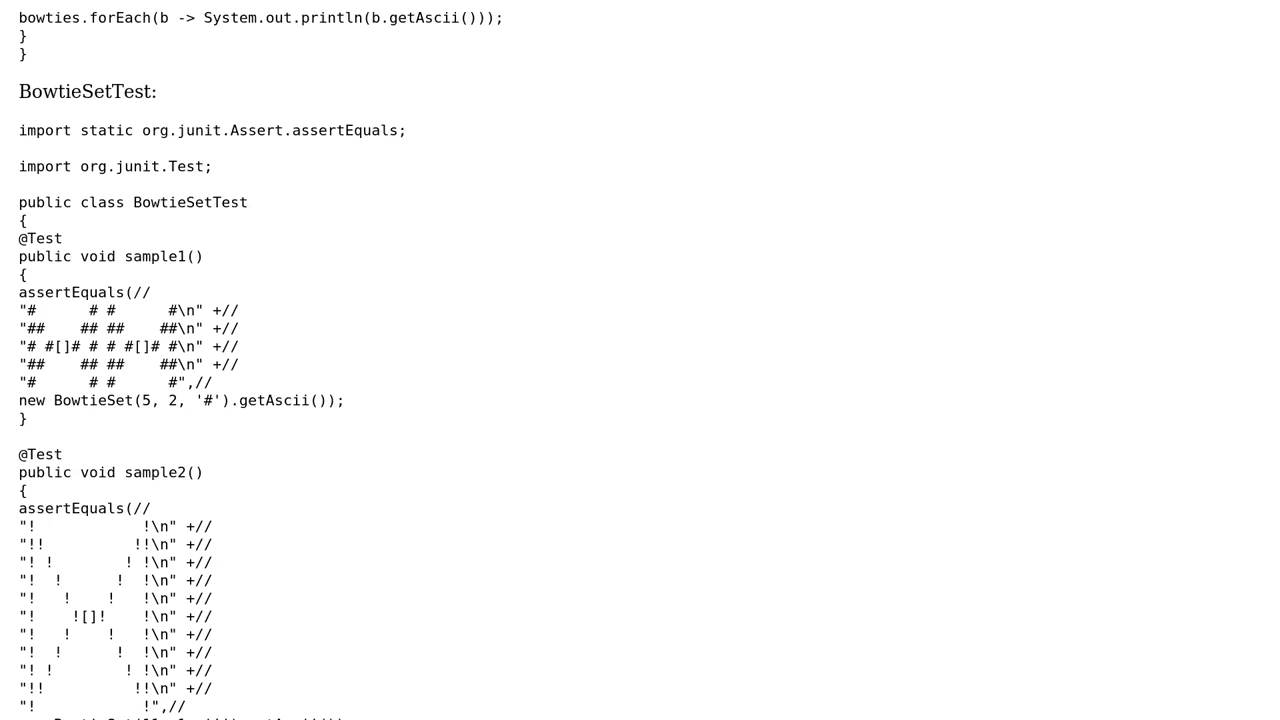 bowties.forEach(b -> System.out.println(b.getAscii()));
}
}
BowtieSetTest:
import static org.junit.Assert.assertEquals;
import org.junit.Test;
public class BowtieSetTest
{
@Test
public void sample1()
{
assertEquals(//
"#      # #      #\n" +//
"##    ## ##    ##\n" +//
"# #[]# # # #[]# #\n" +//
"##    ## ##    ##\n" +//
"#      # #      #",//
new BowtieSet(5, 2, '#').getAscii());
}
@Test
public void sample2()
{
assertEquals(//
"!            !\n" +//
"!!          !!\n" +//
"! !        ! !\n" +//
"!  !      !  !\n" +//
"!   !    !   !\n" +//
"!    ![]!    !\n" +//
"!   !    !   !\n" +//
"!  !      !  !\n" +//
"! !        ! !\n" +//
"!!          !!\n" +//
"!            !",//